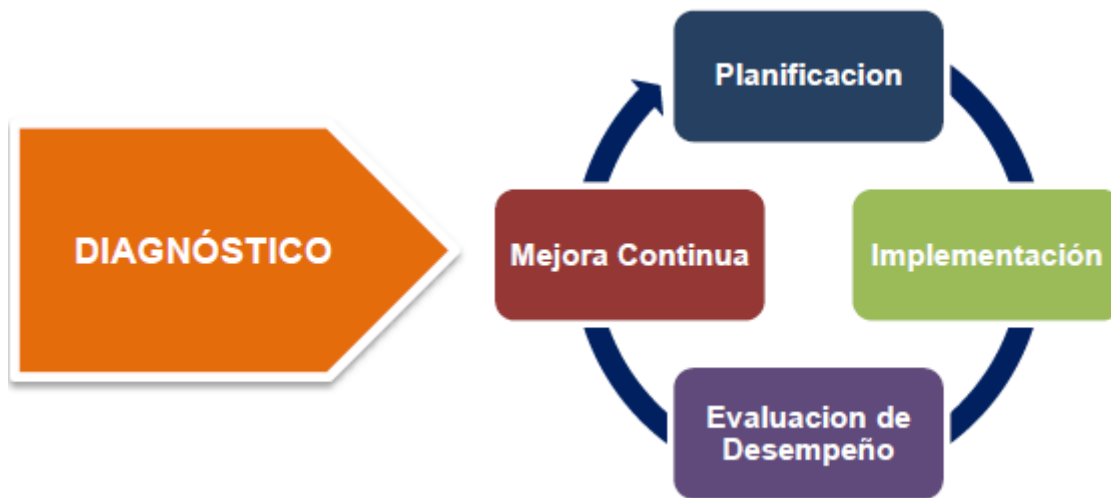 DIAGNÓSTICO
Planificacion
Implementación
Evaluacion de
Desempeño
Mejora Continua